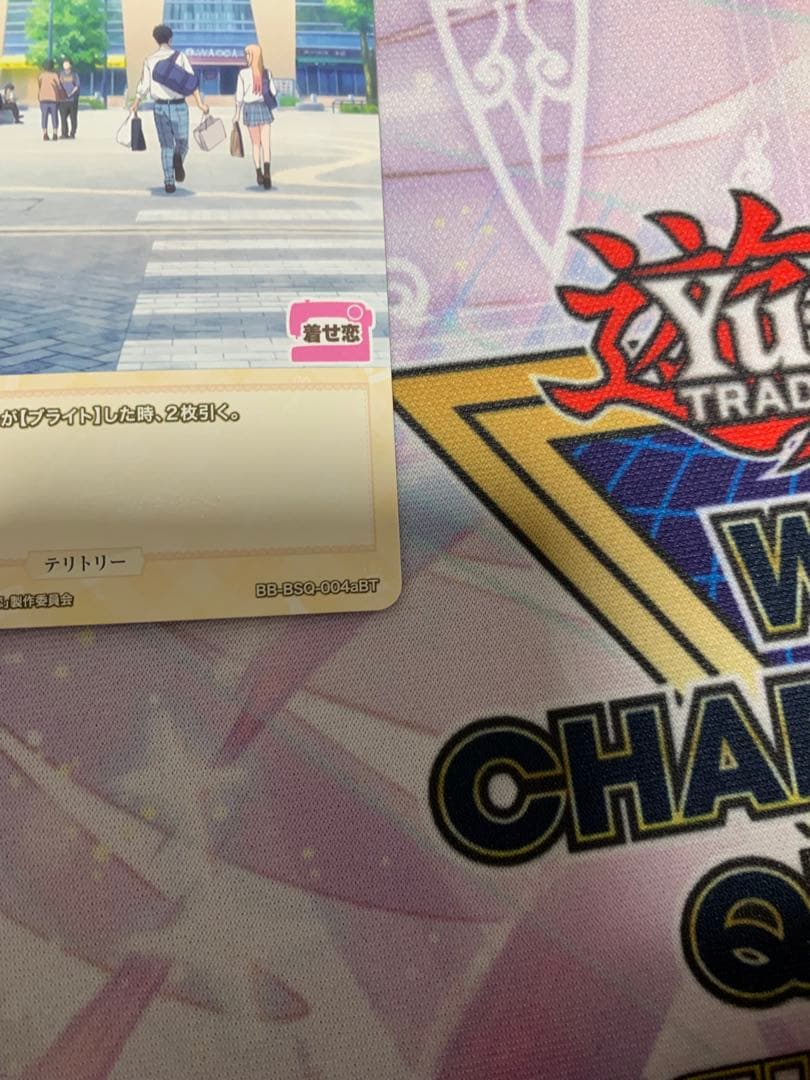 WACCA
着せ恋
が【ブライト】した時、2枚引く。
テリトリー
製作委員会
BB-BSQ-004aBT
遊
Yu
TRAD
W
CHA
Q